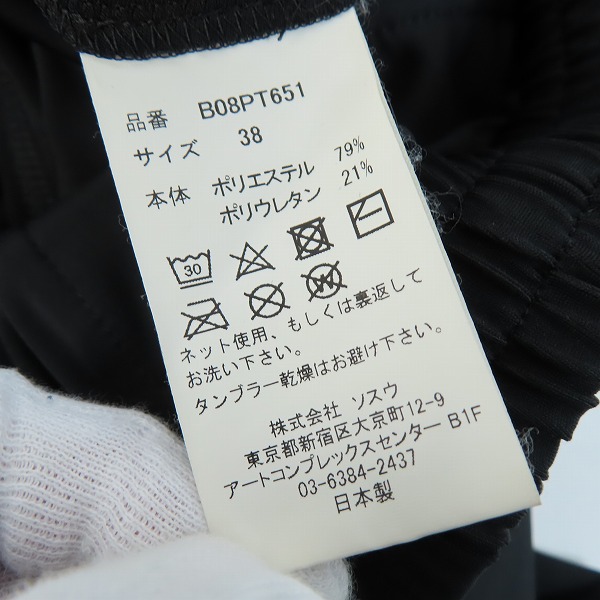 品番 B08PT651
サイズ 38
本体 ポリエステル 79%
ポリウレタン 21%
30
W
ネット使用、もしくは裏返して
お洗い下さい。
タンブラー乾燥はお避け下さい。
株式会社 ソスウ
東京都新宿区大京町12-9
アートコンプレックスセンター B1F
03-6384-2437
日本製